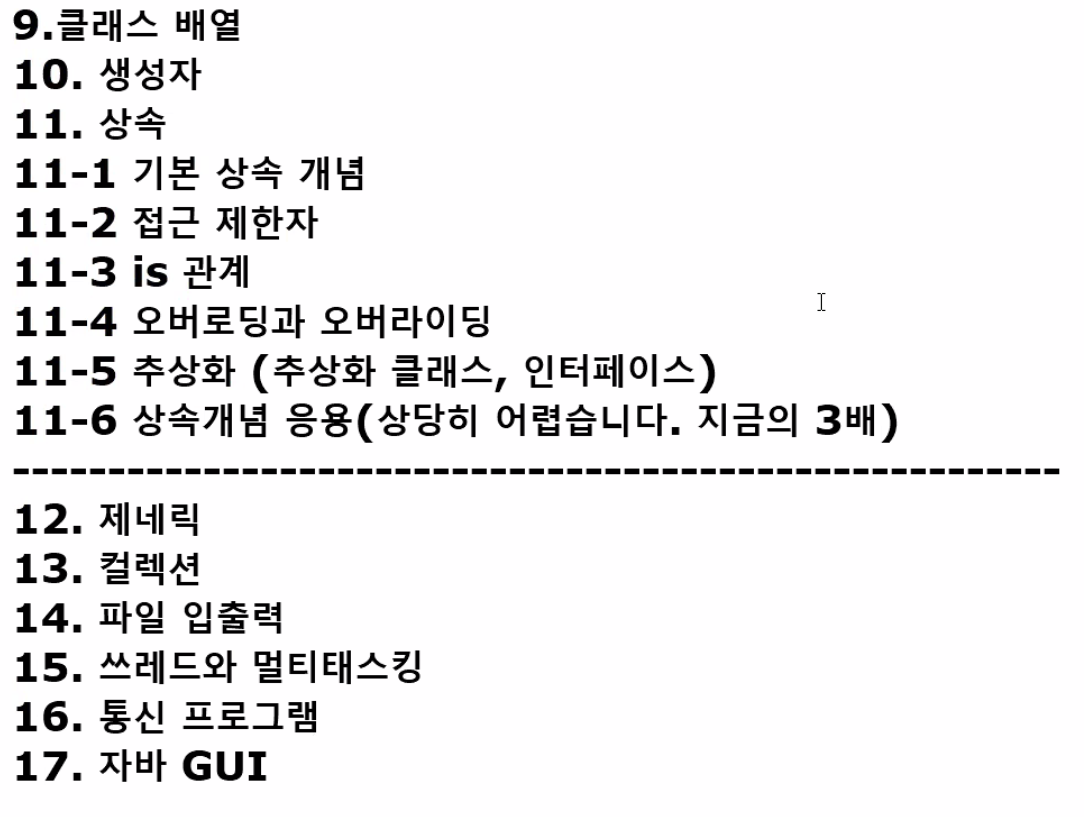 9.클래스 배열
10. 생성자
11. 상속
11-1 기본 상속 개념
11-2 접근 제한자
11-3 is 관계
11-4 오버로딩과 오버라이딩
11-5 추상화 (추상화 클래스, 인터페이스)
11-6 상속개념 응용(상당히 어렵습니다. 지금의 3배)
-------------------------------------------------------
12. 제네릭
13. 컬렉션
14. 파일 입출력
15. 쓰레드와 멀티태스킹
16. 통신 프로그램
17. 자바 GUI